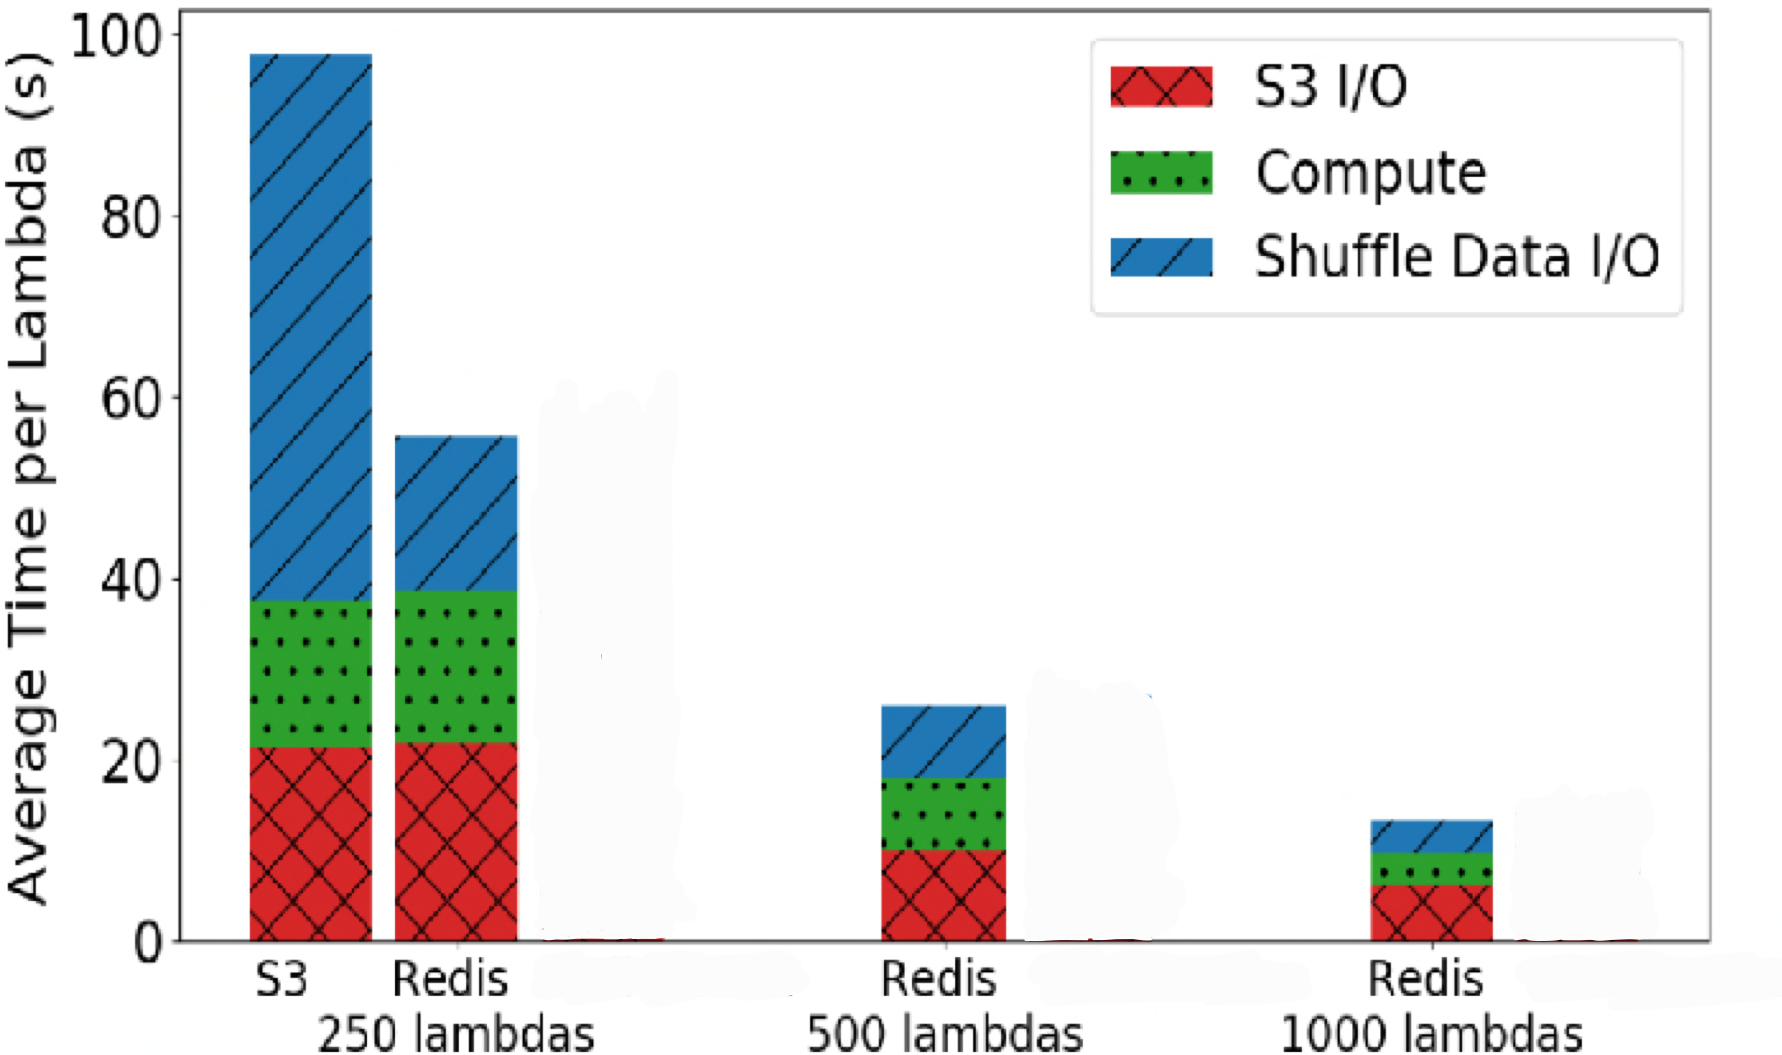 Average Time per Lambda (s)
100
80
60
40
20
0
S3 I/O
Compute
Shuffle Data I/O
S3 Redis Redis Redis
250 lambdas 500 lambdas 1000 lambdas